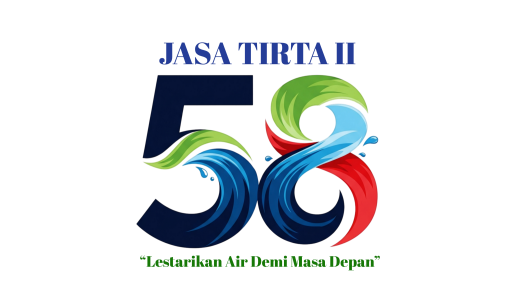 JASA TIRTA II
58
“Lestarikan Air Demi Masa Depan”